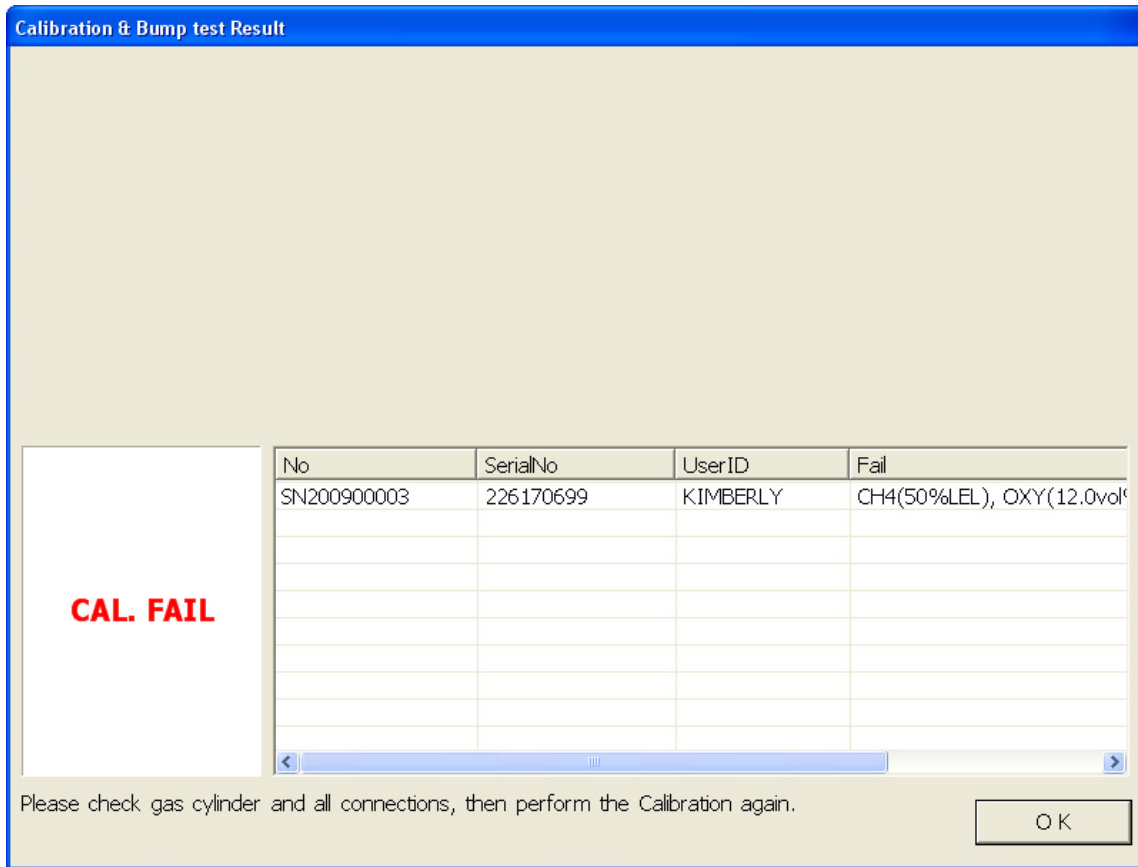 Calibration & Bump test Result
No SerialNo UserID Fail
SN200900003 226170699 KIMBERLY CH4(50%LEL), OXY(12.0vol%
CAL. FAIL
Please check gas cylinder and all connections, then perform the Calibration again.
OK